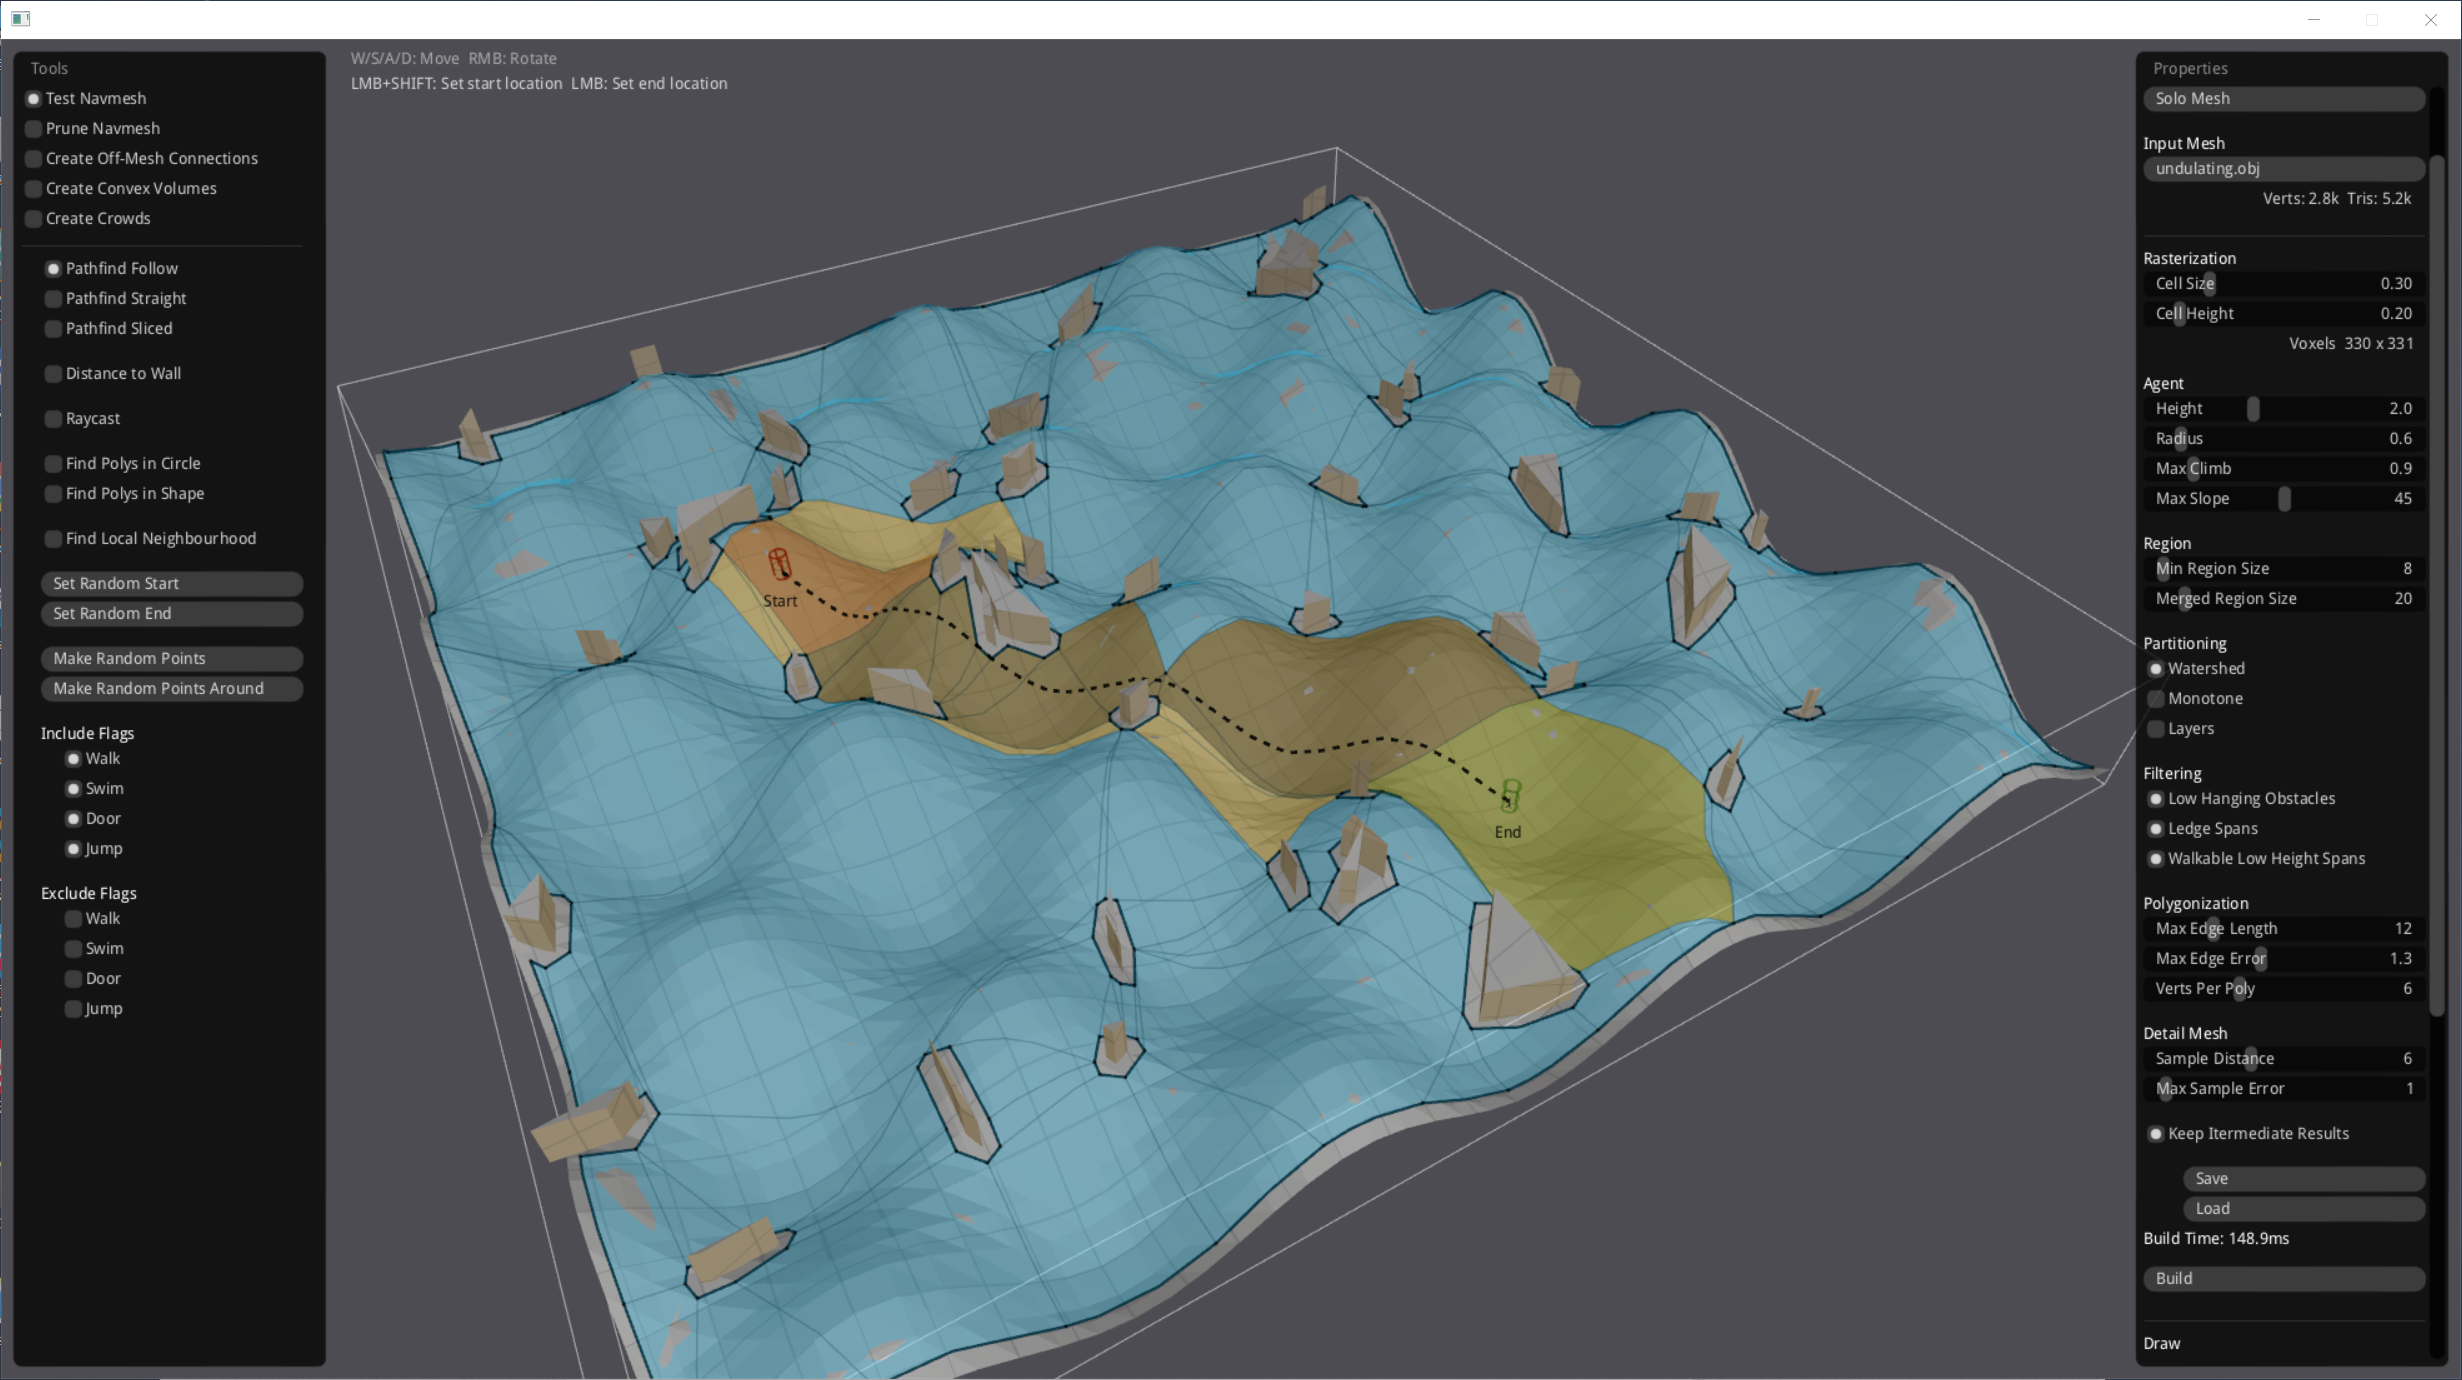 Tools
Test Navmesh
Prune Navmesh
Create Off-Mesh Connections
Create Convex Volumes
Create Crowds
Pathfind Follow
Pathfind Straight
Pathfind Sliced
Distance to Wall
Raycast
Find Polys in Circle
Find Polys in Shape
Find Local Neighbourhood
Set Random Start
Set Random End
Make Random Points
Make Random Points Around
Include Flags
Walk
Swim
Door
Jump
Exclude Flags
Walk
Swim
Door
Jump
W/S/A/D: Move RMB: Rotate
LMB+SHIFT: Set start location LMB: Set end location
Start
End
Properties
Solo Mesh
Input Mesh
undulating.obj
Verts: 2.8k Tris: 5.2k
Rasterization
Cell Size 0.30
Cell Height 0.20
Voxels 330 x 331
Agent
Height 2.0
Radius 0.6
Max Climb 0.9
Max Slope 45
Region
Min Region Size 8
Merged Region Size 20
Partitioning
Watershed
Monotone
Layers
Filtering
Low Hanging Obstacles
Ledge Spans
Walkable Low Height Spans
Polygonization
Max Edge Length 12
Max Edge Error 1.3
Verts Per Poly 6
Detail Mesh
Sample Distance 6
Max Sample Error 1
Keep Itermediate Results
Save
Load
Build Time: 148.9ms
Build
Draw